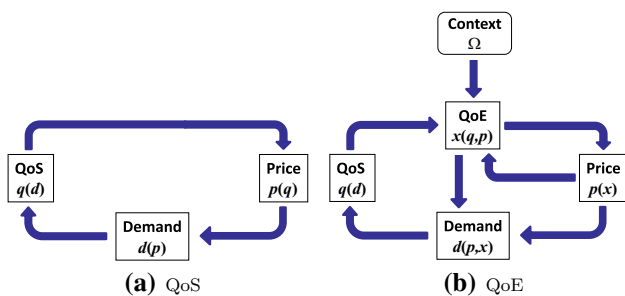 QoS
q(d)
Price
p(q)
Demand
d(p)
(a) QoS
Context
Ω
QoE
x(q,p)
QoS
q(d)
Price
p(x)
Demand
d(p,x)
(b) QoE